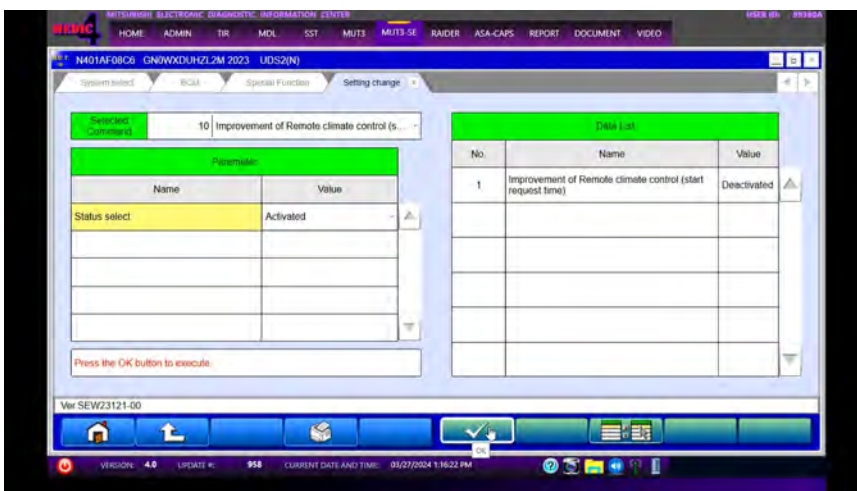 MITSUBISHI ELECTRONIC DIAGNOSTIC INFORMATION CENTER
USER ID: 99380A
MEDIC 4
HOME ADMIN TIR MDL SST MUT3 MUT3-SE RAIDER ASA-CAPS REPORT DOCUMENT VIDEO
N401AF08C6 GN0WXDUHZL2M 2023 UDS2(N)
System select BCM Special Function Setting change
Selected Command 10 Improvement of Remote climate control (s...
Parameter
Name Value
Status select Activated
Press the OK button to execute.
Data List
No. Name Value
1 Improvement of Remote climate control (start request time) Deactivated
Ver.SEW23121-00
OK
VERSION: 4.0 UPDATE #: 958 CURRENT DATE AND TIME: 03/27/2024 1:16:22 PM